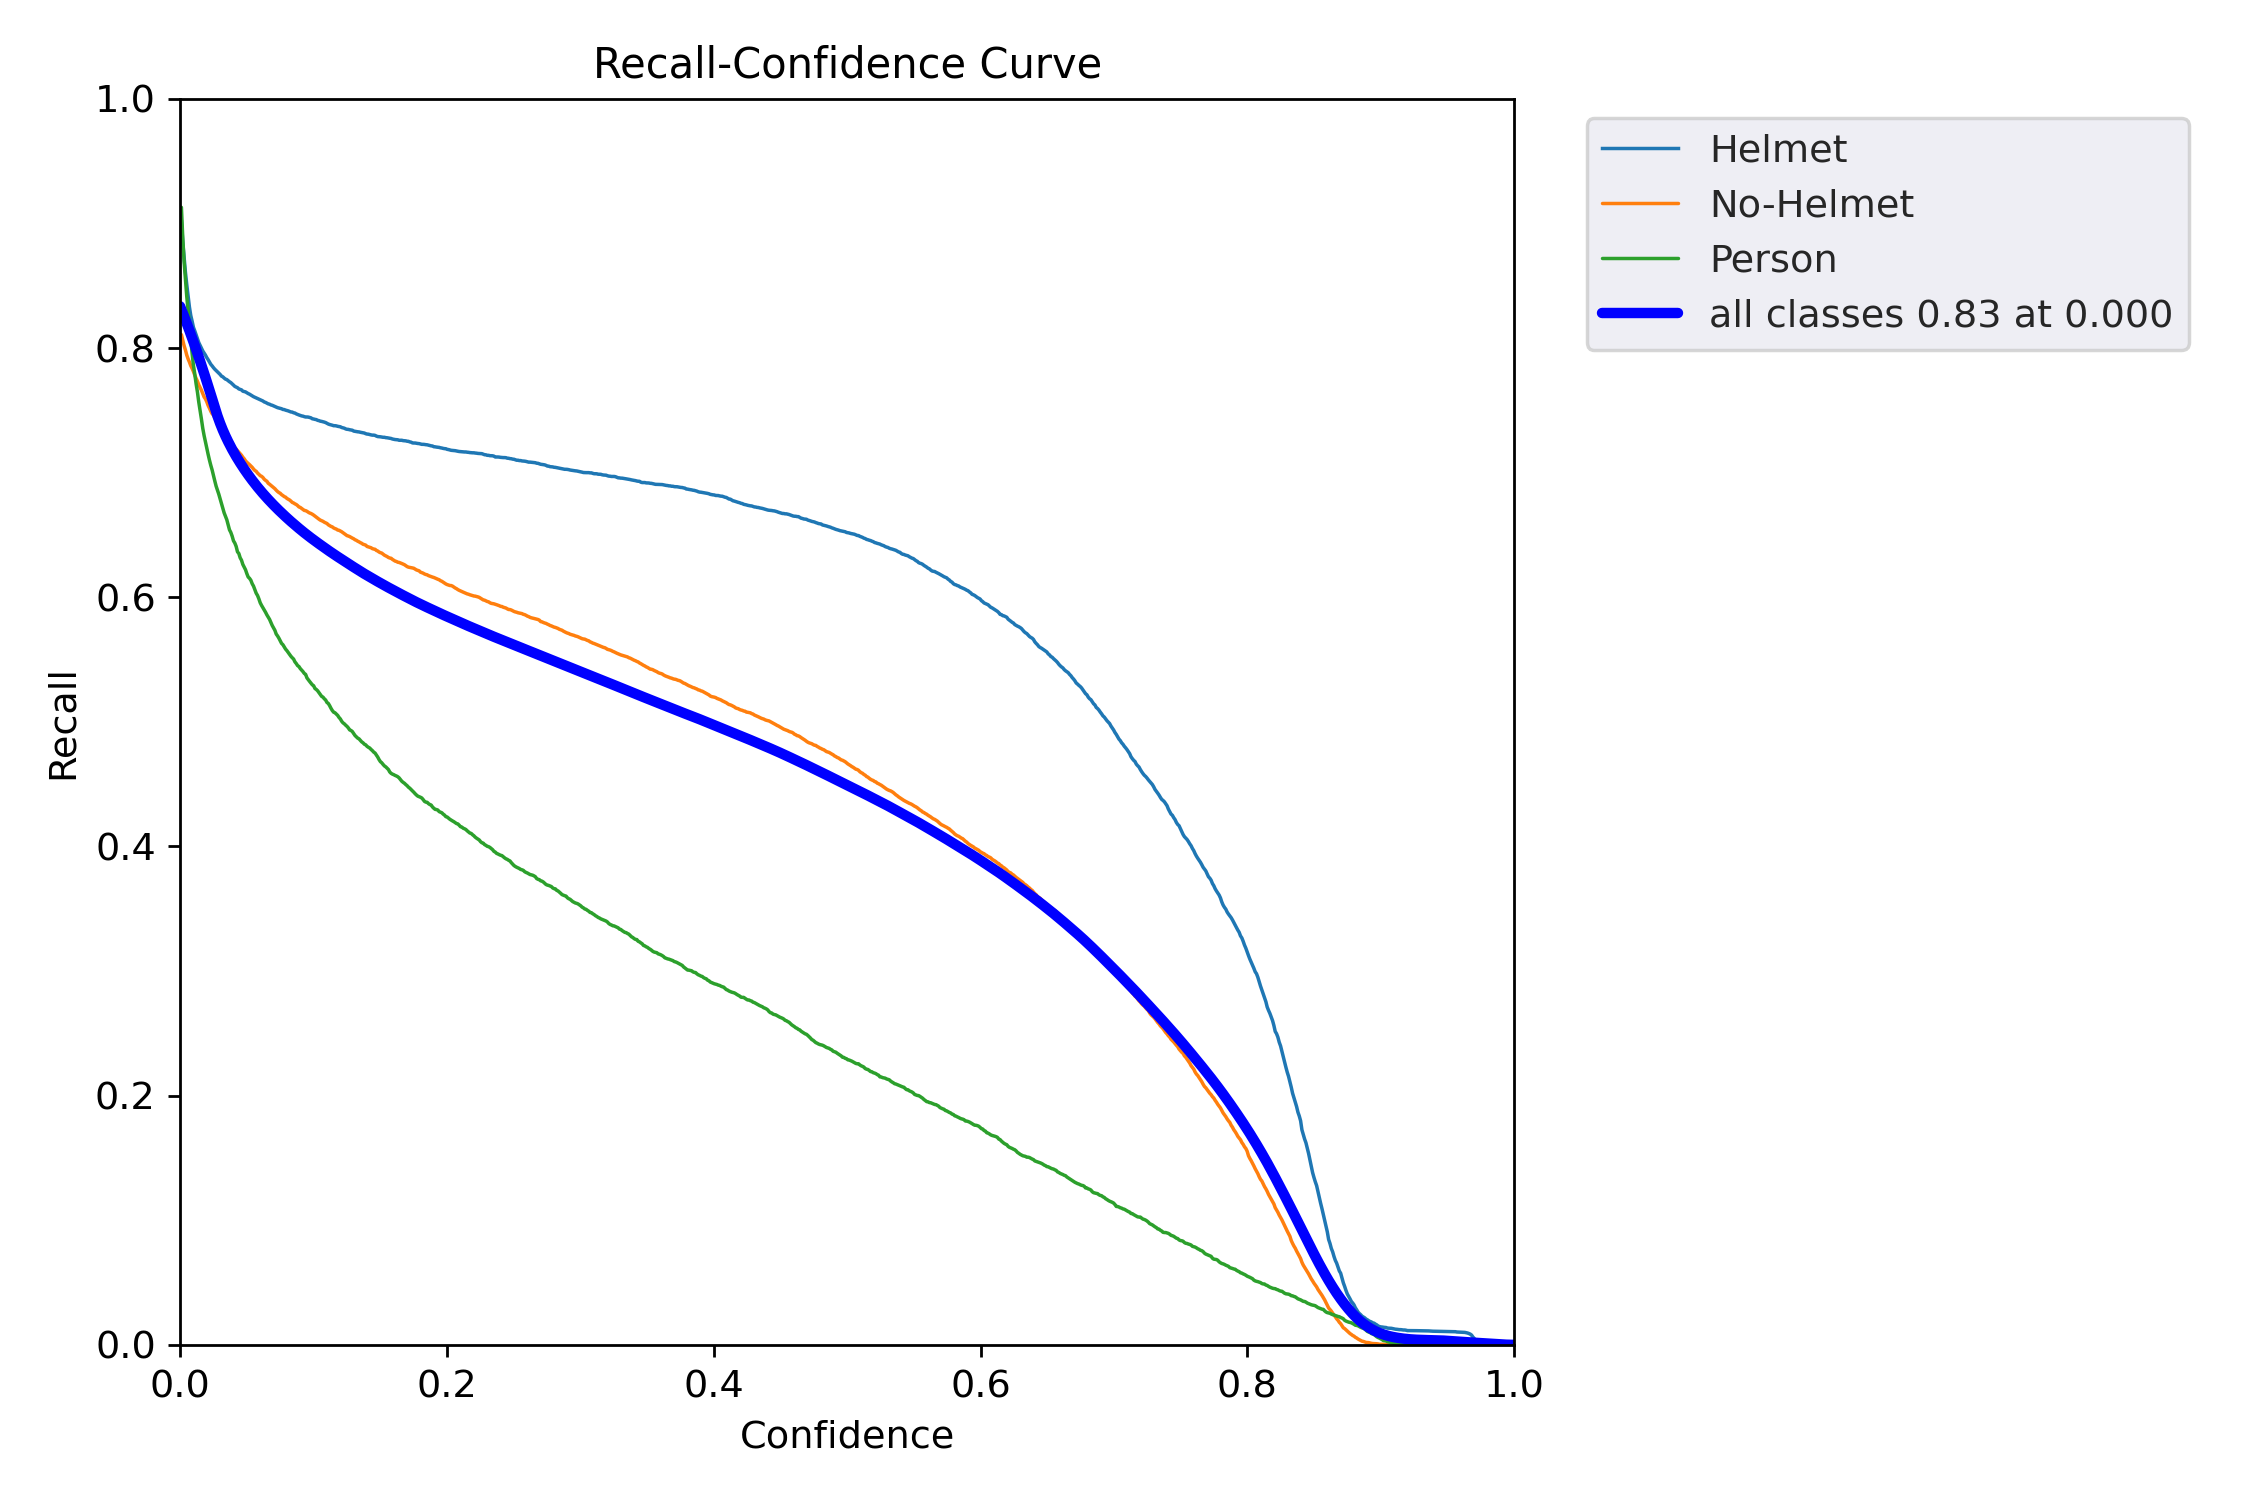 Recall-Confidence Curve
1.0
0.8
0.6
0.4
0.2
0.0
Recall
0.0 0.2 0.4 0.6 0.8 1.0
Confidence
Helmet
No-Helmet
Person
all classes 0.83 at 0.000